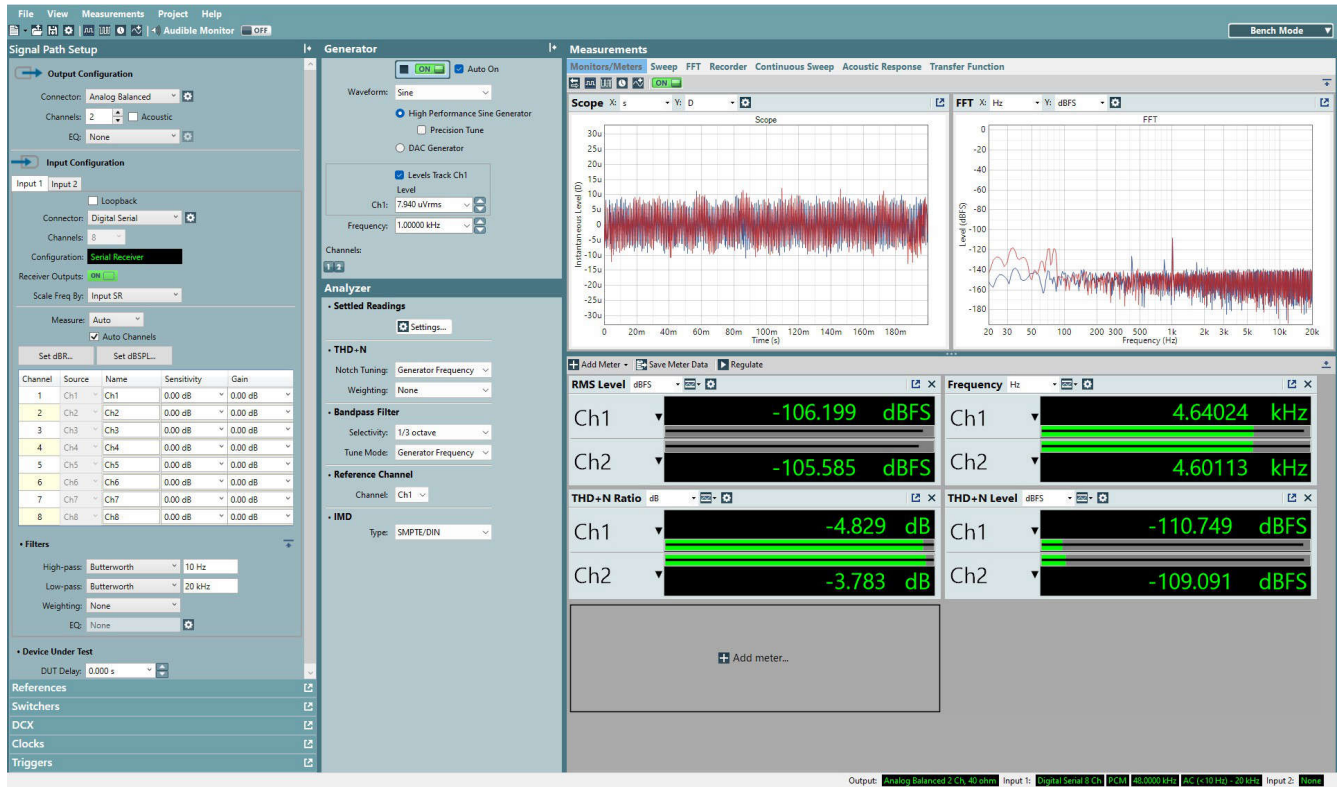 File View Measurements Project Help
Audible Monitor OFF
Bench Mode
Signal Path Setup
Output Configuration
Connector: Analog Balanced
Channels: 2 Acoustic
EQ: None
Input Configuration
Input 1 Input 2
Loopback
Connector: Digital Serial
Channels: 8
Configuration: Serial Receiver
Receiver Outputs: ON
Scale Freq By: Input SR
Measure: Auto
Auto Channels
Set dBR... Set dBSPL...
Channel Source Name Sensitivity Gain
1 Ch1 Ch1 0.00 dB 0.00 dB
2 Ch2 Ch2 0.00 dB 0.00 dB
3 Ch3 Ch3 0.00 dB 0.00 dB
4 Ch4 Ch4 0.00 dB 0.00 dB
5 Ch5 Ch5 0.00 dB 0.00 dB
6 Ch6 Ch6 0.00 dB 0.00 dB
7 Ch7 Ch7 0.00 dB 0.00 dB
8 Ch8 Ch8 0.00 dB 0.00 dB
Filters
High-pass: Butterworth 10 Hz
Low-pass: Butterworth 20 kHz
Weighting: None
EQ: None
Device Under Test
DUT Delay: 0.000 s
References
Switchers
DCX
Clocks
Triggers
Generator
ON Auto On
Waveform: Sine
High Performance Sine Generator
Precision Tune
DAC Generator
Levels Track Ch1
Level
Ch1: 7.940 uVrms
Frequency: 1.00000 kHz
Channels:
1 2
Analyzer
Settled Readings
Settings...
THD+N
Notch Tuning: Generator Frequency
Weighting: None
Bandpass Filter
Selectivity: 1/3 octave
Tune Mode: Generator Frequency
Reference Channel
Channel: Ch1
IMD
Type: SMPTE/DIN
Measurements
Monitors/Meters Sweep FFT Recorder Continuous Sweep Acoustic Response Transfer Function
ON
Scope X: s Y: D
Scope
Instantaneous Level (D)
30u
25u
20u
15u
10u
5u
0
-5u
-10u
-15u
-20u
-25u
-30u
0 20m 40m 60m 80m 100m 120m 140m 160m 180m
Time (s)
FFT X: Hz Y: dBFS
FFT
Level (dBFS)
0
-20
-40
-60
-80
-100
-120
-140
-160
-180
20 30 50 100 200 300 500 1k 2k 3k 5k 10k 20k
Frequency (Hz)
Add Meter Save Meter Data Regulate
RMS Level dBFS
Ch1 -106.199 dBFS
Ch2 -105.585 dBFS
Frequency Hz
Ch1 4.64024 kHz
Ch2 4.60113 kHz
THD+N Ratio dB
Ch1 -4.829 dB
Ch2 -3.783 dB
THD+N Level dBFS
Ch1 -110.749 dBFS
Ch2 -109.091 dBFS
Add meter...
Output: Analog Balanced 2 Ch, 40 ohm Input 1: Digital Serial 8 Ch PCM 48.0000 kHz AC (<10 Hz) - 20 kHz Input 2: None